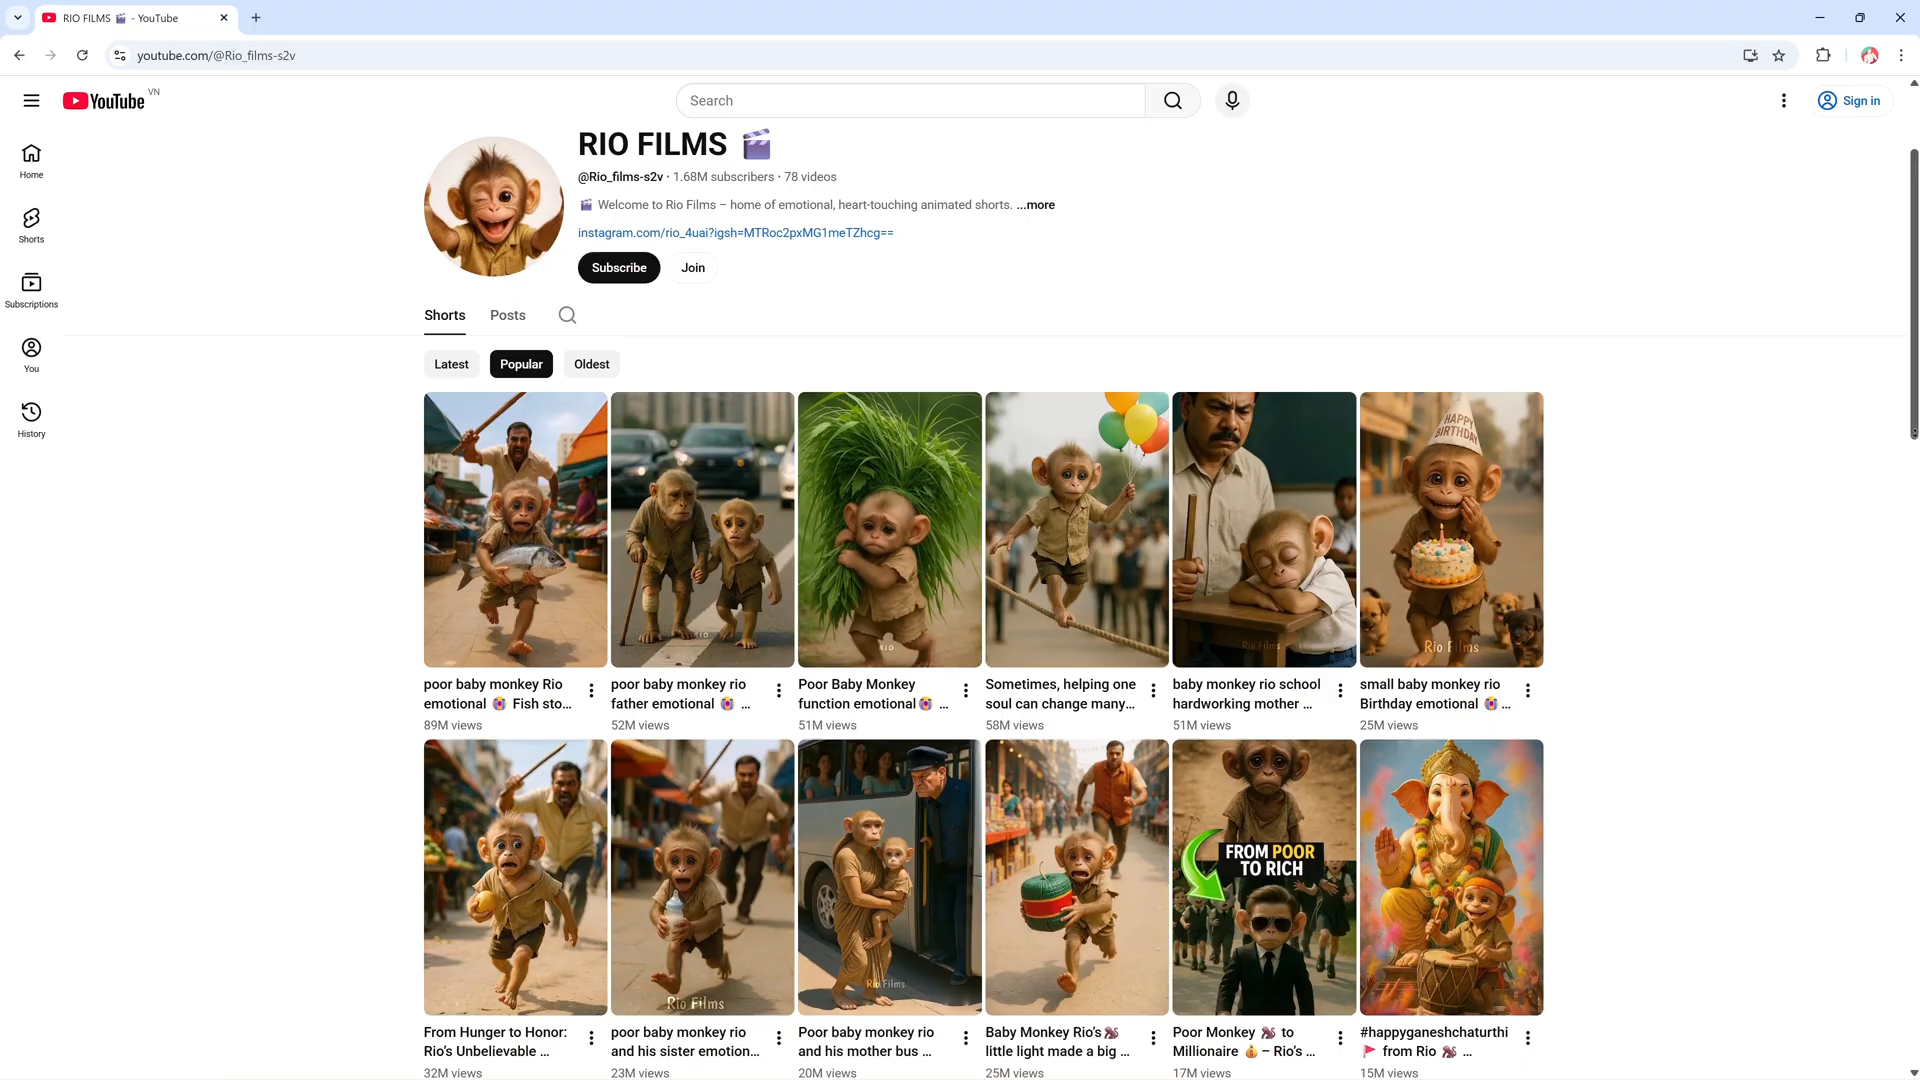 RIO FILMS 🎬 - YouTube
youtube.com/@Rio_films-s2v
YouTube VN
Search
Sign in
Home
Shorts
Subscriptions
You
History
RIO FILMS 🎬
@Rio_films-s2v · 1.68M subscribers · 78 videos
🎬 Welcome to Rio Films – home of emotional, heart-touching animated shorts. ...more
instagram.com/rio_4uai?igsh=MTRoc2pxMG1meTZhcg==
Subscribe
Join
Shorts
Posts
Latest
Popular
Oldest
RIO
RIO
Rio Films
HAPPY
BIRTHDAY
Rio Films
poor baby monkey Rio
emotional 🥹 Fish sto...
89M views
poor baby monkey rio
father emotional 🥹 ...
52M views
Poor Baby Monkey
function emotional🥹 ...
51M views
Sometimes, helping one
soul can change many...
58M views
baby monkey rio school
hardworking mother ...
51M views
small baby monkey rio
Birthday emotional 🥹...
25M views
Rio Films
Rio Films
FROM POOR
TO RICH
From Hunger to Honor:
Rio's Unbelievable ...
32M views
poor baby monkey rio
and his sister emotion...
23M views
Poor baby monkey rio
and his mother bus ...
20M views
Baby Monkey Rio's🐒
little light made a big ...
25M views
Poor Monkey 🐒 to
Millionaire 💰 – Rio's ...
17M views
#happyganeshchaturthi
🚩 from Rio 🐒 ...
15M views